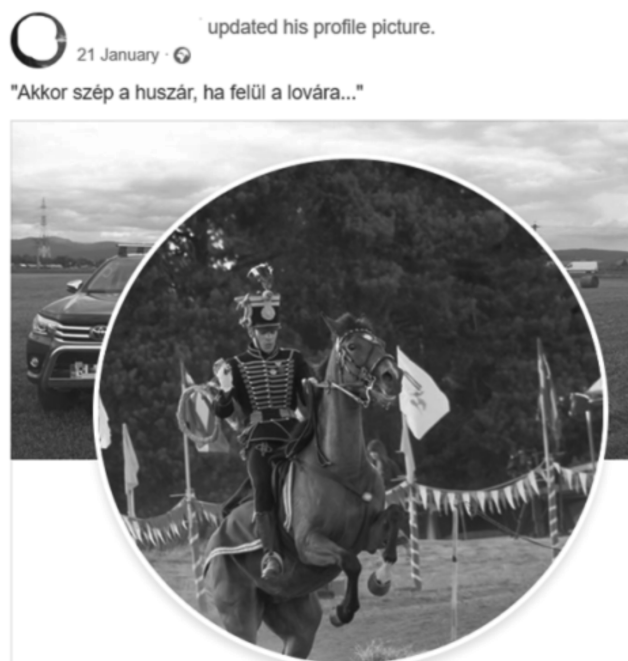 updated his profile picture.
21 January ·
"Akkor szép a huszár, ha felül a lovára..."